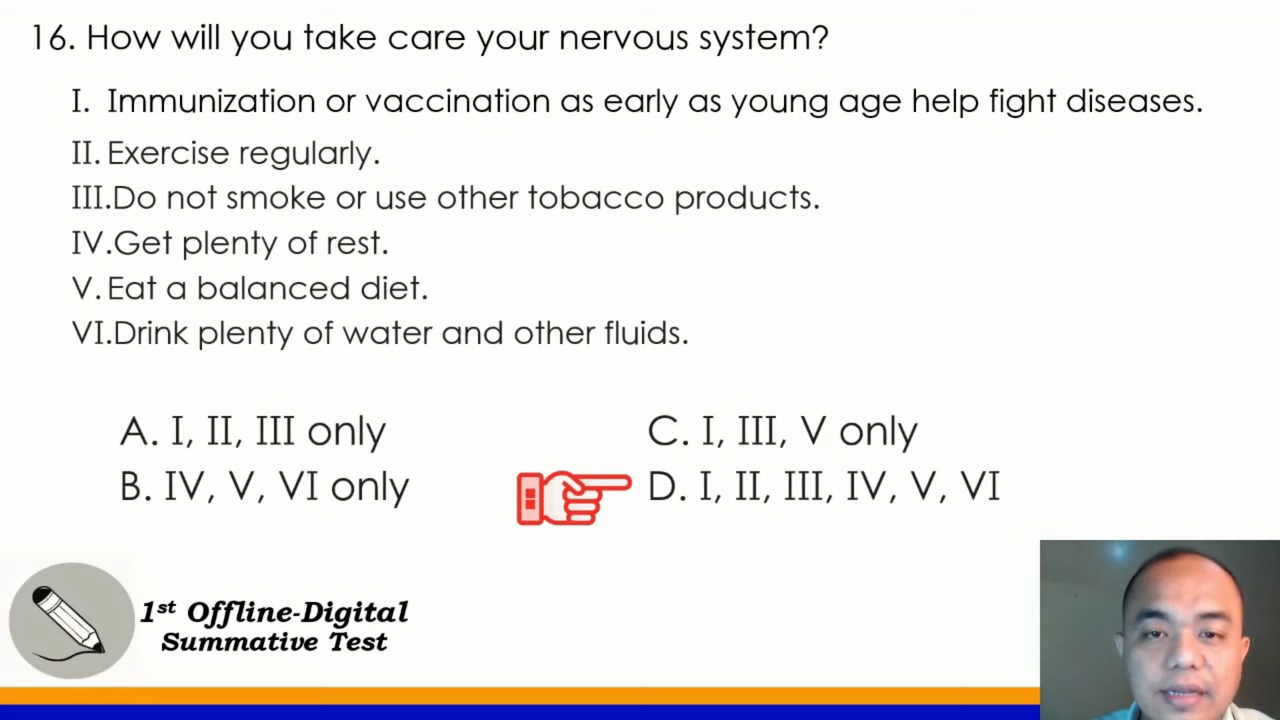 16. How will you take care your nervous system?
I. Immunization or vaccination as early as young age help fight diseases.
II. Exercise regularly.
III.Do not smoke or use other tobacco products.
IV.Get plenty of rest.
V. Eat a balanced diet.
VI.Drink plenty of water and other fluids.
A. I, II, III only
B. IV, V, VI only
C. I, III, V only
D. I, II, III, IV, V, VI
1st Offline-Digital
Summative Test